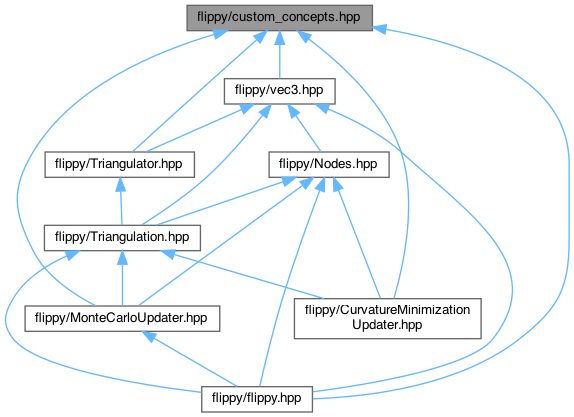 flippy/custom_concepts.hpp
flippy/vec3.hpp
flippy/Triangulator.hpp
flippy/Nodes.hpp
flippy/Triangulation.hpp
flippy/MonteCarloUpdater.hpp
flippy/CurvatureMinimization
Updater.hpp
flippy/flippy.hpp